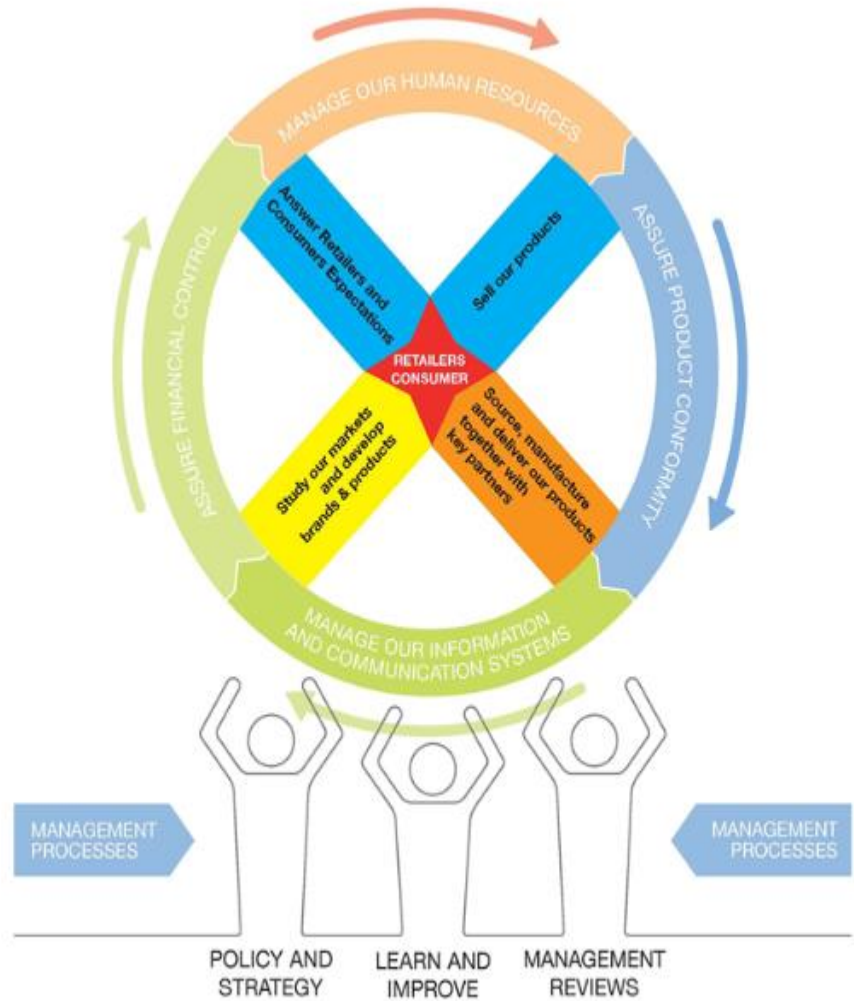 MANAGE OUR HUMAN RESOURCES
ASSURE FINANCIAL CONTROL
ASSURE PRODUCT CONFORMITY
Answer Retailers and
Consumers Expectations
Sell our products
RETAILERS
CONSUMER
Study our markets
and develop
brands & products
Source, manufacture
and deliver our products
together with
key partners
MANAGE OUR INFORMATION
AND COMMUNICATION SYSTEMS
MANAGEMENT
PROCESSES
MANAGEMENT
PROCESSES
POLICY AND
STRATEGY
LEARN AND
IMPROVE
MANAGEMENT
REVIEWS